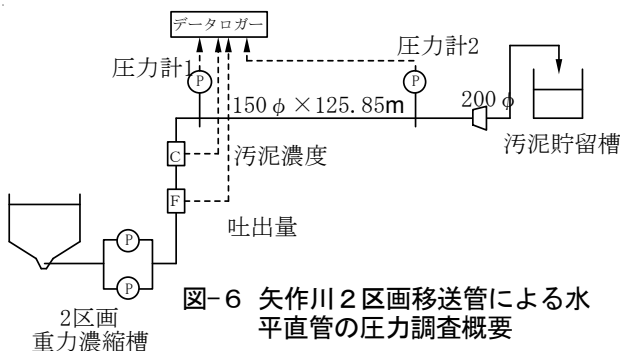 データロガー
圧力計1
圧力計2
P
P
150φ×125.85m
200φ
汚泥貯留槽
C
汚泥濃度
F
吐出量
P
P
2区画
重力濃縮槽
図-6 矢作川2区画移送管による水
平直管の圧力調査概要